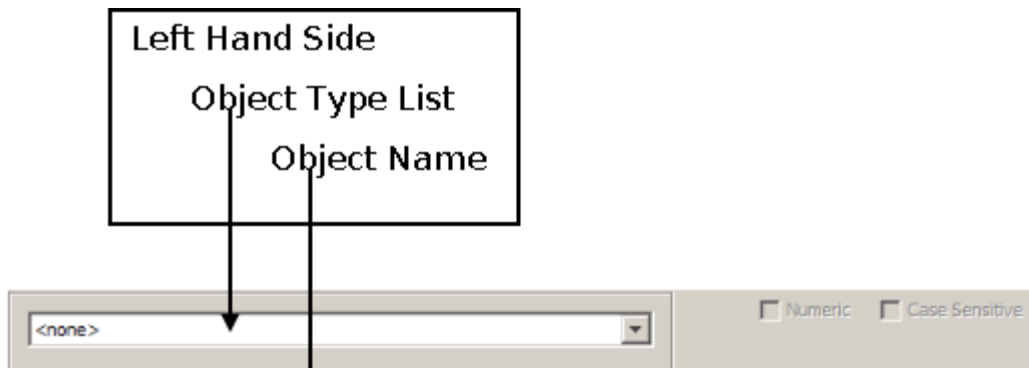 Left Hand Side
Object Type List
Object Name
<none>
Numeric Case Sensitive